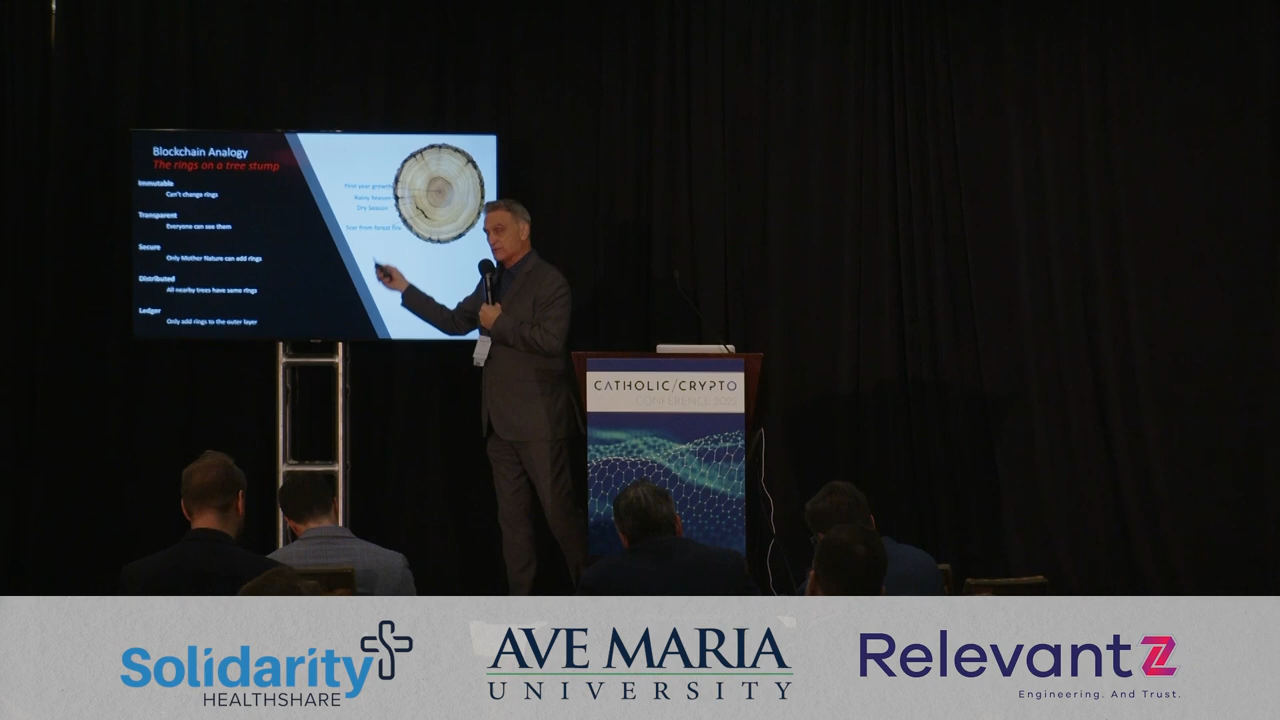 Blockchain Analogy
The rings on a tree stump
Immutable
Can't change rings
Transparent
Everyone can see them
Secure
Only Mother Nature can add rings
Distributed
All nearby trees have same rings
Ledger
Only add rings to the outer layer
First year growth
Rainy Season
Dry Season
Scar from forest fire
CATHOLIC/CRYPTO
CONFERENCE 2022
Solidarity
HEALTHSHARE
AVE MARIA
UNIVERSITY
RelevantZ
Engineering. And Trust.